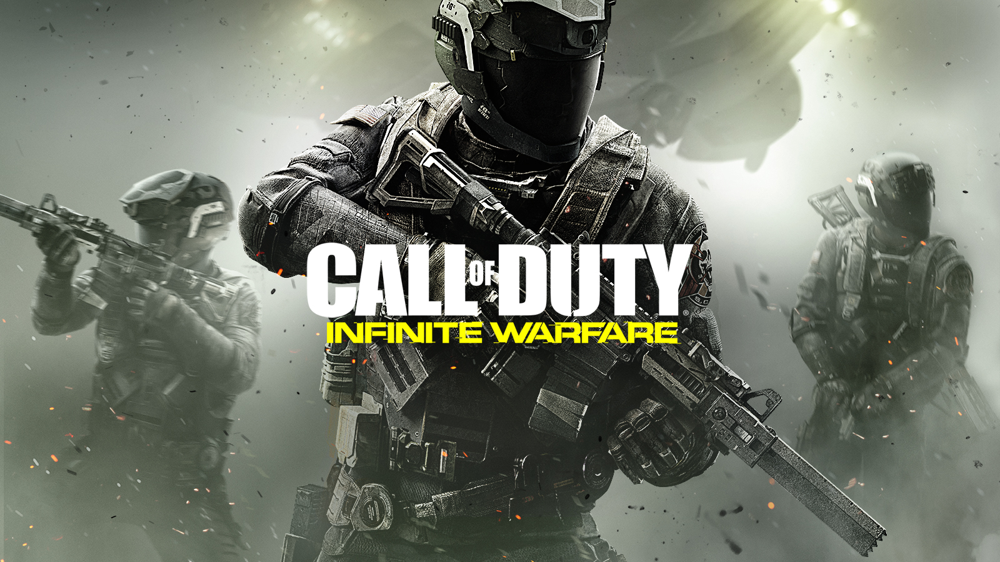 CALL OF DUTY®
INFINITE WARFARE
S.C